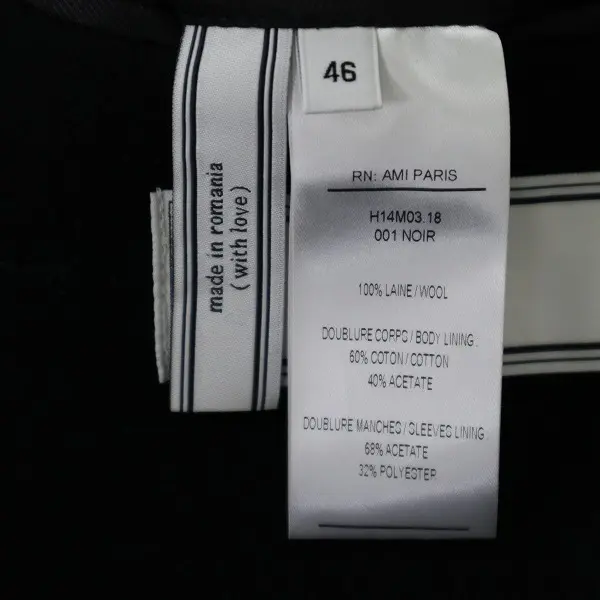 46
made in romania
(with love)
RN: AMI PARIS
H14M03.18
001 NOIR
100% LAINE / WOOL
DOUBLURE CORPS / BODY LINING :
60% COTON / COTTON
40% ACETATE
DOUBLURE MANCHES / SLEEVES LINING :
68% ACETATE
32% POLYESTER